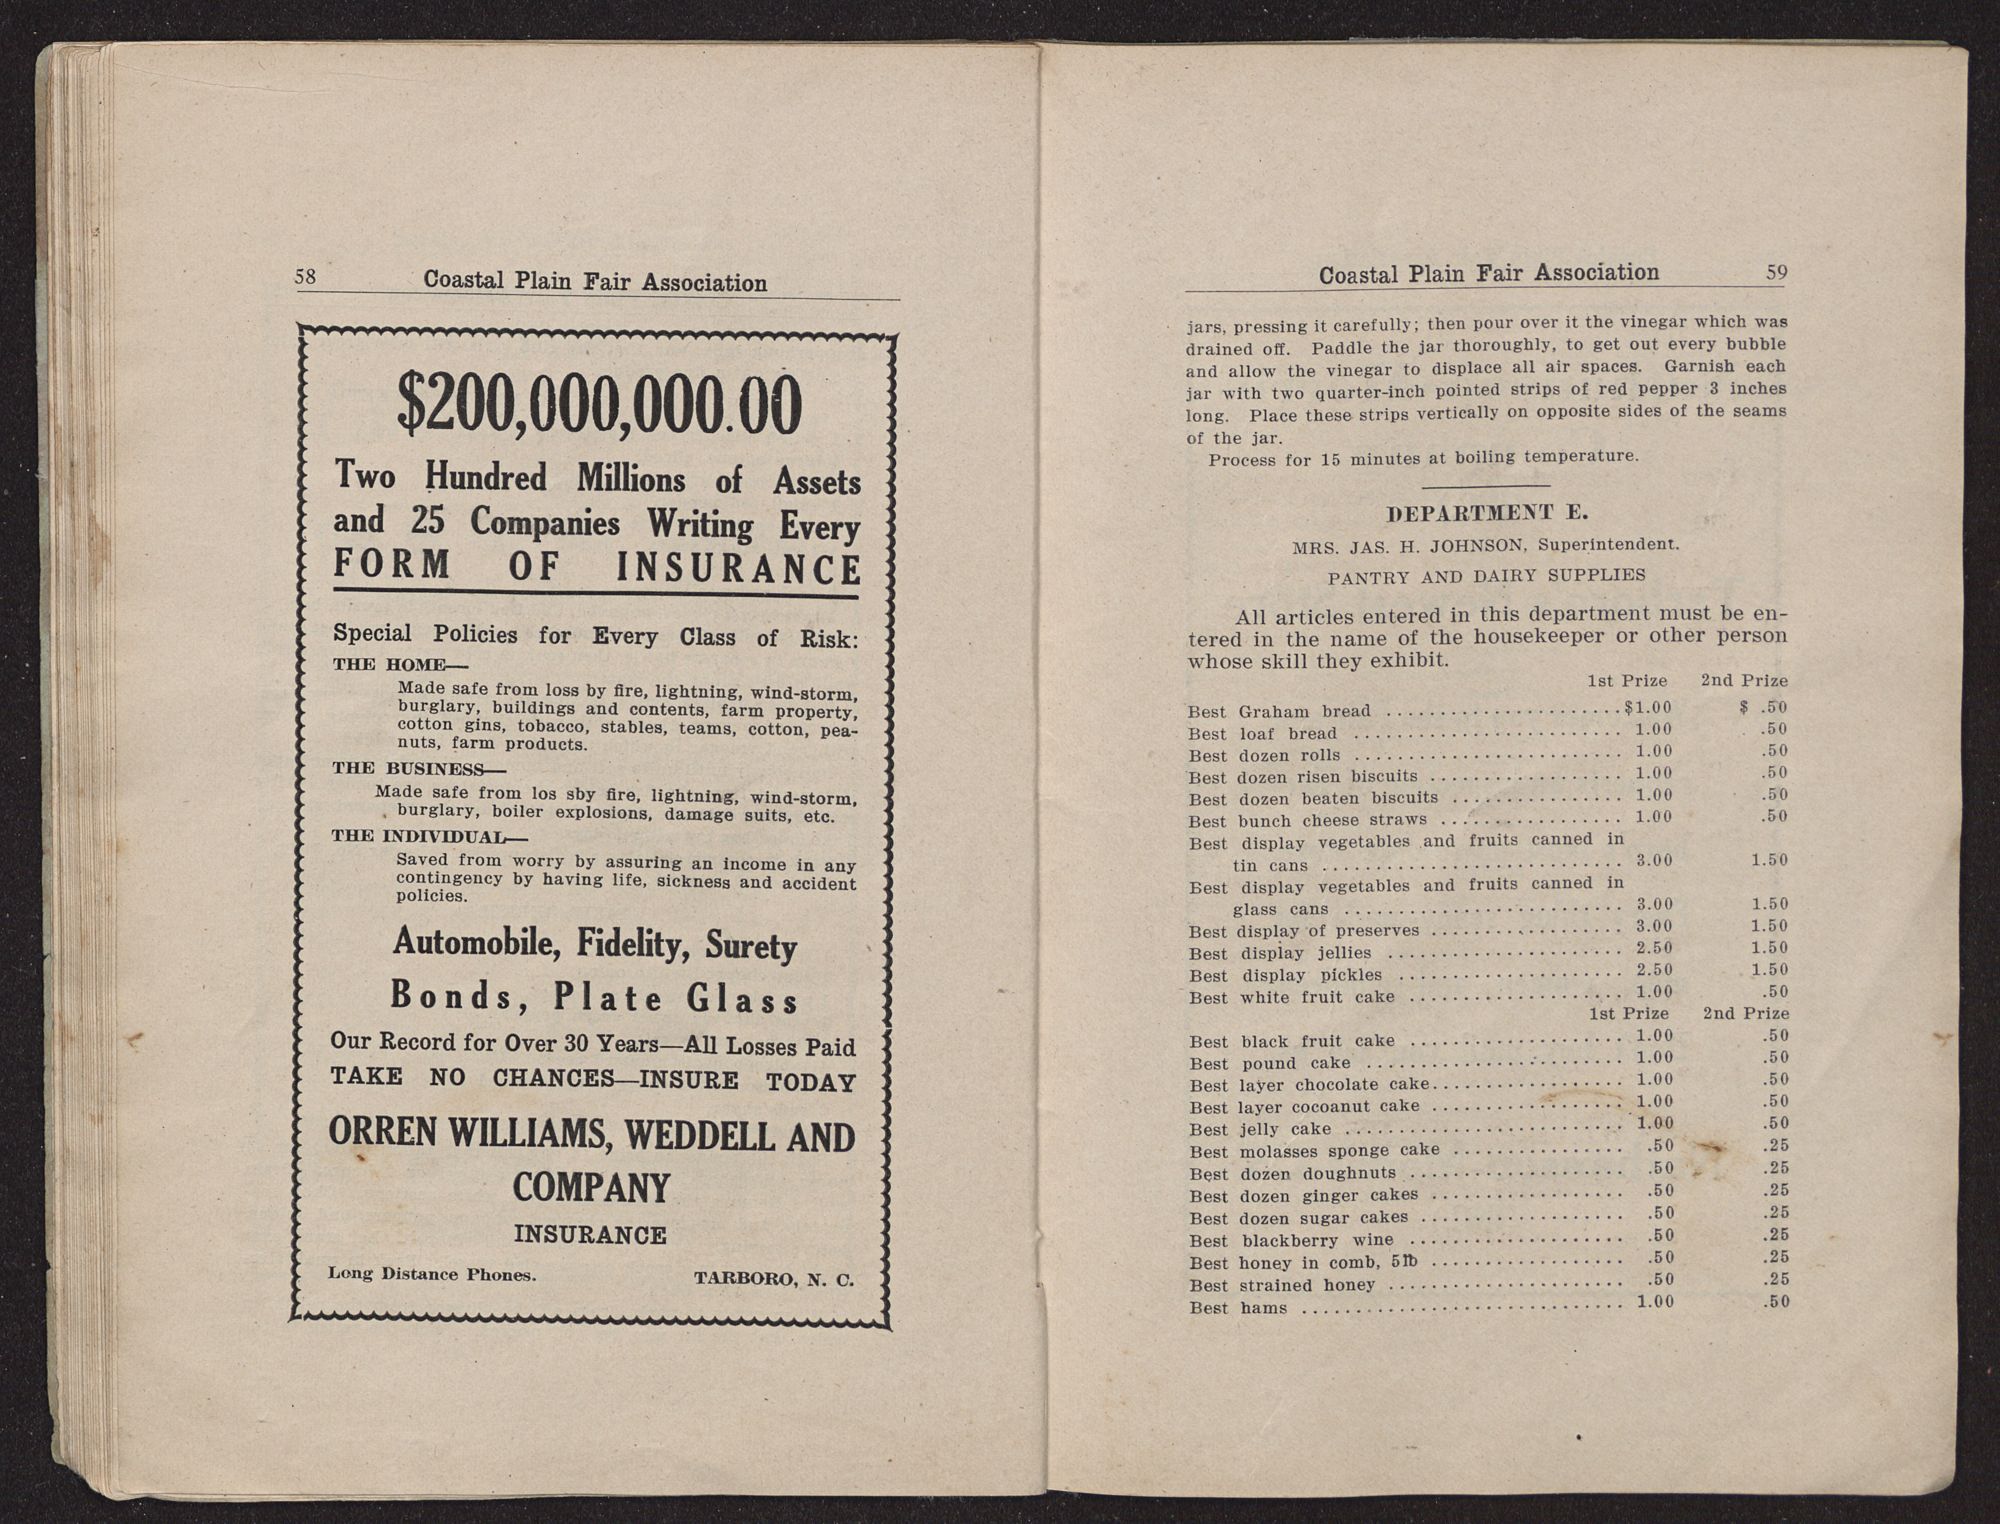 58 Coastal Plain Fair Association
$200,000,000.00
Two Hundred Millions of Assets
and 25 Companies Writing Every
FORM OF INSURANCE
Special Policies for Every Class of Risk:
THE HOME—
Made safe from loss by fire, lightning, wind-storm,
burglary, buildings and contents, farm property,
cotton gins, tobacco, stables, teams, cotton, pea-
nuts, farm products.
THE BUSINESS—
Made safe from los sby fire, lightning, wind-storm,
burglary, boiler explosions, damage suits, etc.
THE INDIVIDUAL—
Saved from worry by assuring an income in any
contingency by having life, sickness and accident
policies.
Automobile, Fidelity, Surety
Bonds, Plate Glass
Our Record for Over 30 Years—All Losses Paid
TAKE NO CHANCES—INSURE TODAY
ORREN WILLIAMS, WEDDELL AND
COMPANY
INSURANCE
Long Distance Phones. TARBORO, N. C.
Coastal Plain Fair Association 59
jars, pressing it carefully; then pour over it the vinegar which was
drained off. Paddle the jar thoroughly, to get out every bubble
and allow the vinegar to displace all air spaces. Garnish each
jar with two quarter-inch pointed strips of red pepper 3 inches
long. Place these strips vertically on opposite sides of the seams
of the jar.
Process for 15 minutes at boiling temperature.
DEPARTMENT E.
MRS. JAS. H. JOHNSON, Superintendent.
PANTRY AND DAIRY SUPPLIES
All articles entered in this department must be en-
tered in the name of the housekeeper or other person
whose skill they exhibit.
1st Prize 2nd Prize
Best Graham bread ......................$1.00 $ .50
Best loaf bread ......................... 1.00 .50
Best dozen rolls ......................... 1.00 .50
Best dozen risen biscuits .................. 1.00 .50
Best dozen beaten biscuits ................ 1.00 .50
Best bunch cheese straws ................. 1.00 .50
Best display vegetables and fruits canned in
tin cans ............................ 3.00 1.50
Best display vegetables and fruits canned in
glass cans .......................... 3.00 1.50
Best display of preserves .................. 3.00 1.50
Best display jellies ...................... 2.50 1.50
Best display pickles ..................... 2.50 1.50
Best white fruit cake .................... 1.00 .50
1st Prize 2nd Prize
Best black fruit cake .................... 1.00 .50
Best pound cake ........................ 1.00 .50
Best layer chocolate cake.................. 1.00 .50
Best layer cocoanut cake .................. 1.00 .50
Best jelly cake .......................... 1.00 .50
Best molasses sponge cake ................ .50 .25
Best dozen doughnuts .................... .50 .25
Best dozen ginger cakes .................. .50 .25
Best dozen sugar cakes ................... .50 .25
Best blackberry wine .................... .50 .25
Best honey in comb, 5℔ .................. .50 .25
Best strained honey ...................... .50 .25
Best hams .............................. 1.00 .50